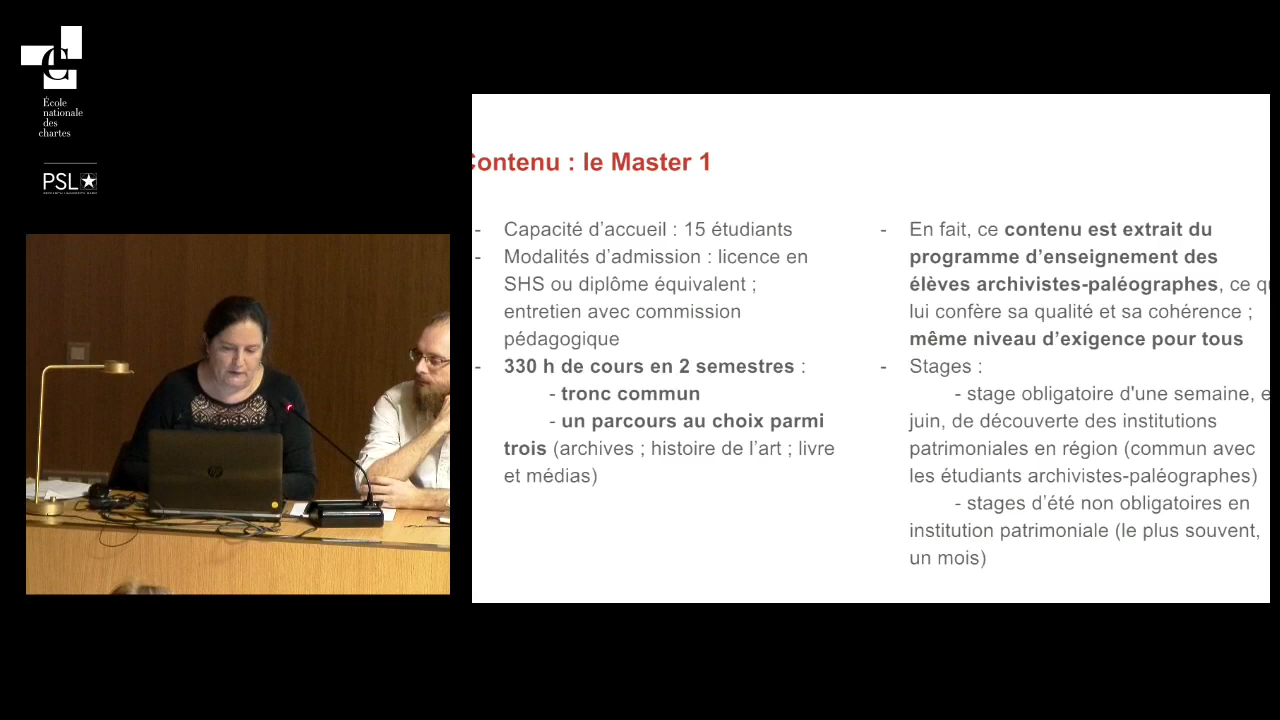 École
nationale
des
chartes
PSL
Contenu : le Master 1
- Capacité d’accueil : 15 étudiants
- Modalités d’admission : licence en
SHS ou diplôme équivalent ;
entretien avec commission
pédagogique
- 330 h de cours en 2 semestres :
- tronc commun
- un parcours au choix parmi
trois (archives ; histoire de l’art ; livre
et médias)
- En fait, ce contenu est extrait du
programme d’enseignement des
élèves archivistes-paléographes, ce qu
lui confère sa qualité et sa cohérence ;
même niveau d’exigence pour tous
- Stages :
- stage obligatoire d'une semaine, e
juin, de découverte des institutions
patrimoniales en région (commun avec
les étudiants archivistes-paléographes)
- stages d’été non obligatoires en
institution patrimoniale (le plus souvent,
un mois)